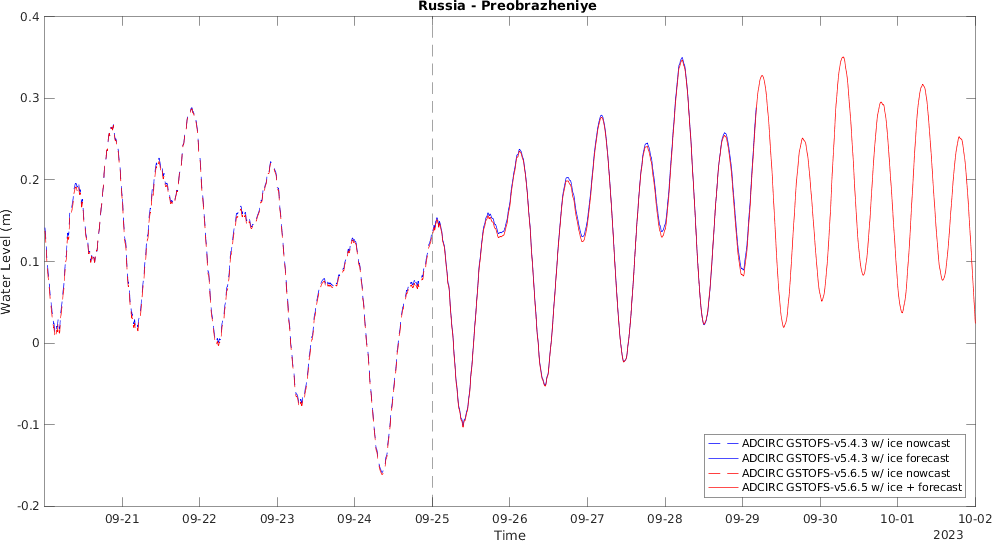 Russia - Preobrazheniye
Water Level (m)
0.4
0.3
0.2
0.1
0
-0.1
-0.2
09-21 09-22 09-23 09-24 09-25 09-26 09-27 09-28 09-29 09-30 10-01 10-02
Time
2023
ADCIRC GSTOFS-v5.4.3 w/ ice nowcast
ADCIRC GSTOFS-v5.4.3 w/ ice forecast
ADCIRC GSTOFS-v5.6.5 w/ ice nowcast
ADCIRC GSTOFS-v5.6.5 w/ ice + forecast